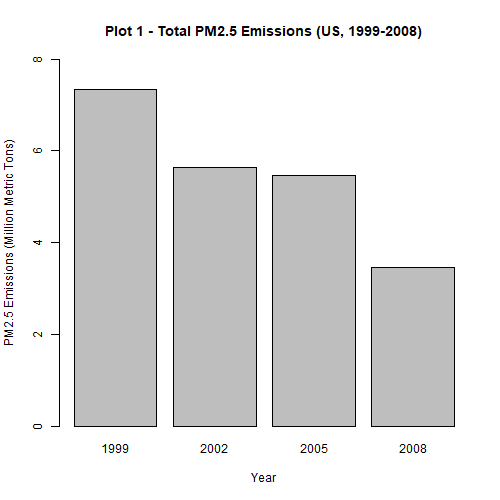 Plot 1 - Total PM2.5 Emissions (US, 1999-2008)
PM2.5 Emissions (Million Metric Tons)
8
6
4
2
0
1999 2002 2005 2008
Year